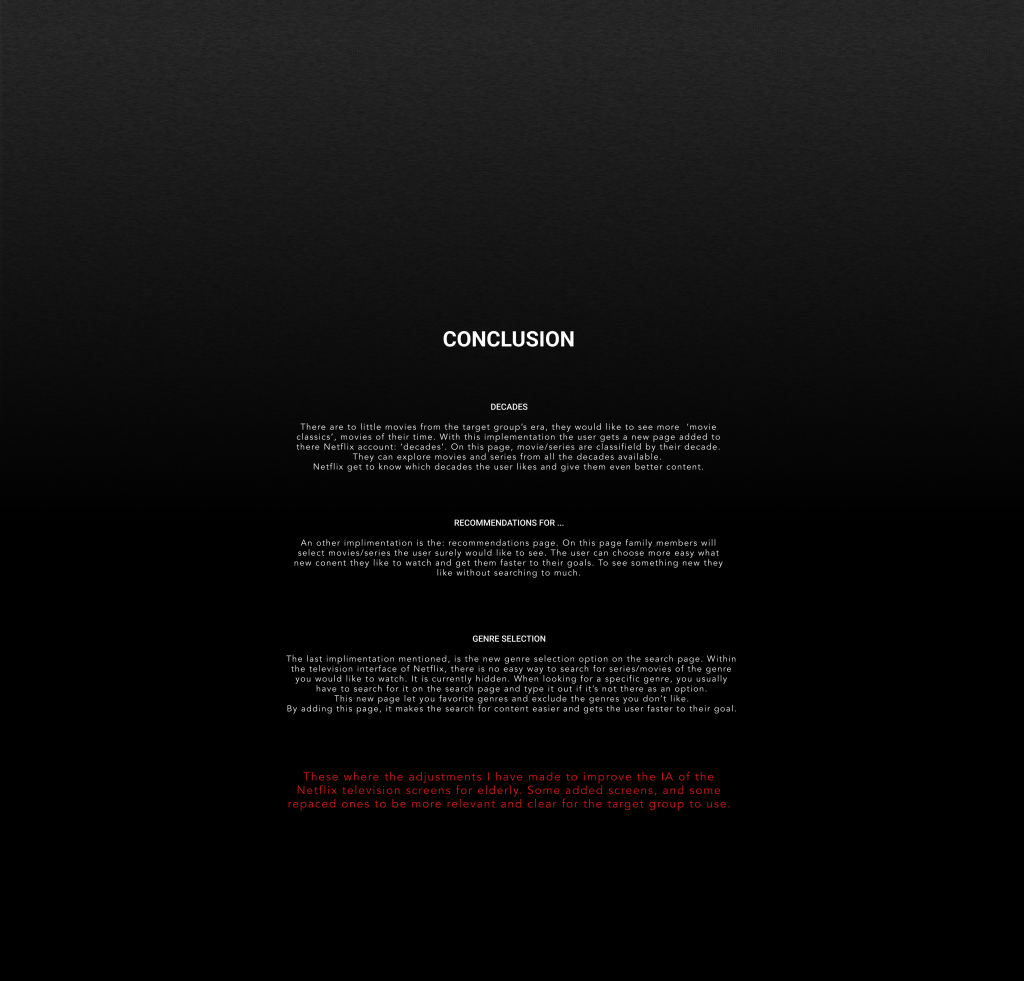 CONCLUSION
DECADES
There are to little movies from the target group's era, they would like to see more 'movie
classics', movies of their time. With this implementation the user gets a new page added to
there Netflix account: 'decades'. On this page, movie/series are classifield by their decade.
They can explore movies and series from all the decades available.
Netflix get to know which decades the user likes and give them even better content.
RECOMMENDATIONS FOR ...
An other implimentation is the: recommendations page. On this page family members will
select movies/series the user surely would like to see. The user can choose more easy what
new conent they like to watch and get them faster to their goals. To see something new they
like without searching to much.
GENRE SELECTION
The last implimentation mentioned, is the new genre selection option on the search page. Within
the television interface of Netflix, there is no easy way to search for series/movies of the genre
you would like to watch. It is currently hidden. When looking for a specific genre, you usually
have to search for it on the search page and type it out if it's not there as an option.
This new page let you favorite genres and exclude the genres you don't like.
By adding this page, it makes the search for content easier and gets the user faster to their goal.
These where the adjustments I have made to improve the IA of the
Netflix television screens for elderly. Some added screens, and some
repaced ones to be more relevant and clear for the target group to use.